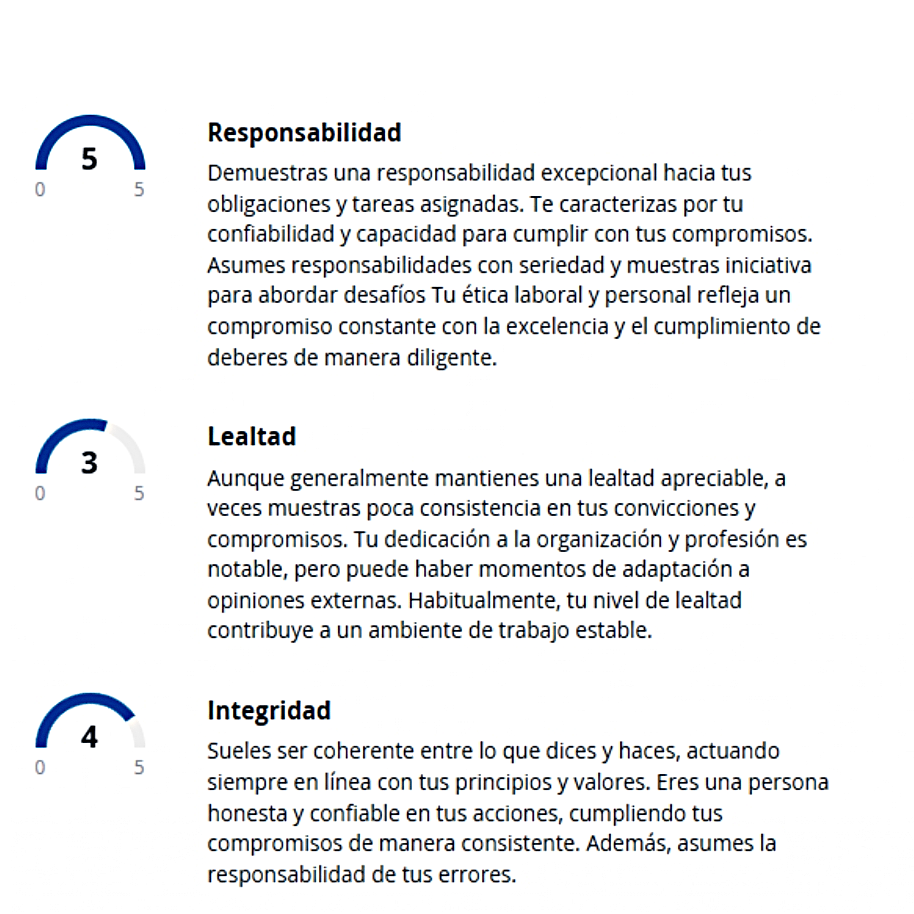 5
0 5
Responsabilidad
Demuestras una responsabilidad excepcional hacia tus
obligaciones y tareas asignadas. Te caracterizas por tu
confiabilidad y capacidad para cumplir con tus compromisos.
Asumes responsabilidades con seriedad y muestras iniciativa
para abordar desafíos Tu ética laboral y personal refleja un
compromiso constante con la excelencia y el cumplimiento de
deberes de manera diligente.
3
0 5
Lealtad
Aunque generalmente mantienes una lealtad apreciable, a
veces muestras poca consistencia en tus convicciones y
compromisos. Tu dedicación a la organización y profesión es
notable, pero puede haber momentos de adaptación a
opiniones externas. Habitualmente, tu nivel de lealtad
contribuye a un ambiente de trabajo estable.
4
0 5
Integridad
Sueles ser coherente entre lo que dices y haces, actuando
siempre en línea con tus principios y valores. Eres una persona
honesta y confiable en tus acciones, cumpliendo tus
compromisos de manera consistente. Además, asumes la
responsabilidad de tus errores.